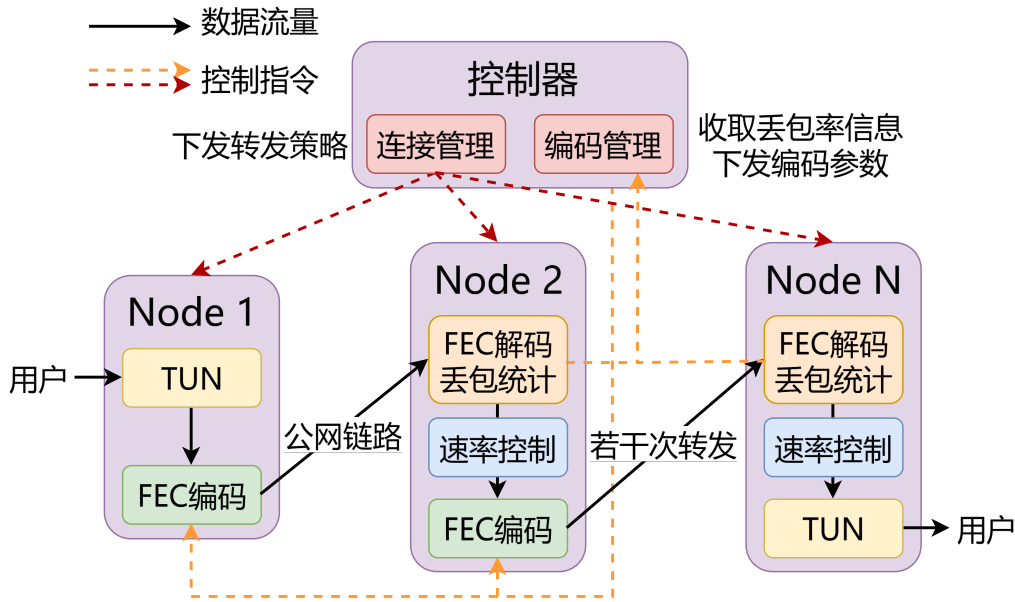 数据流量
控制指令
控制器
下发转发策略
连接管理
编码管理
收取丢包率信息
下发编码参数
Node 1
Node 2
Node N
用户
TUN
FEC编码
公网链路
FEC解码
丢包统计
速率控制
FEC编码
若干次转发
FEC解码
丢包统计
速率控制
TUN
用户